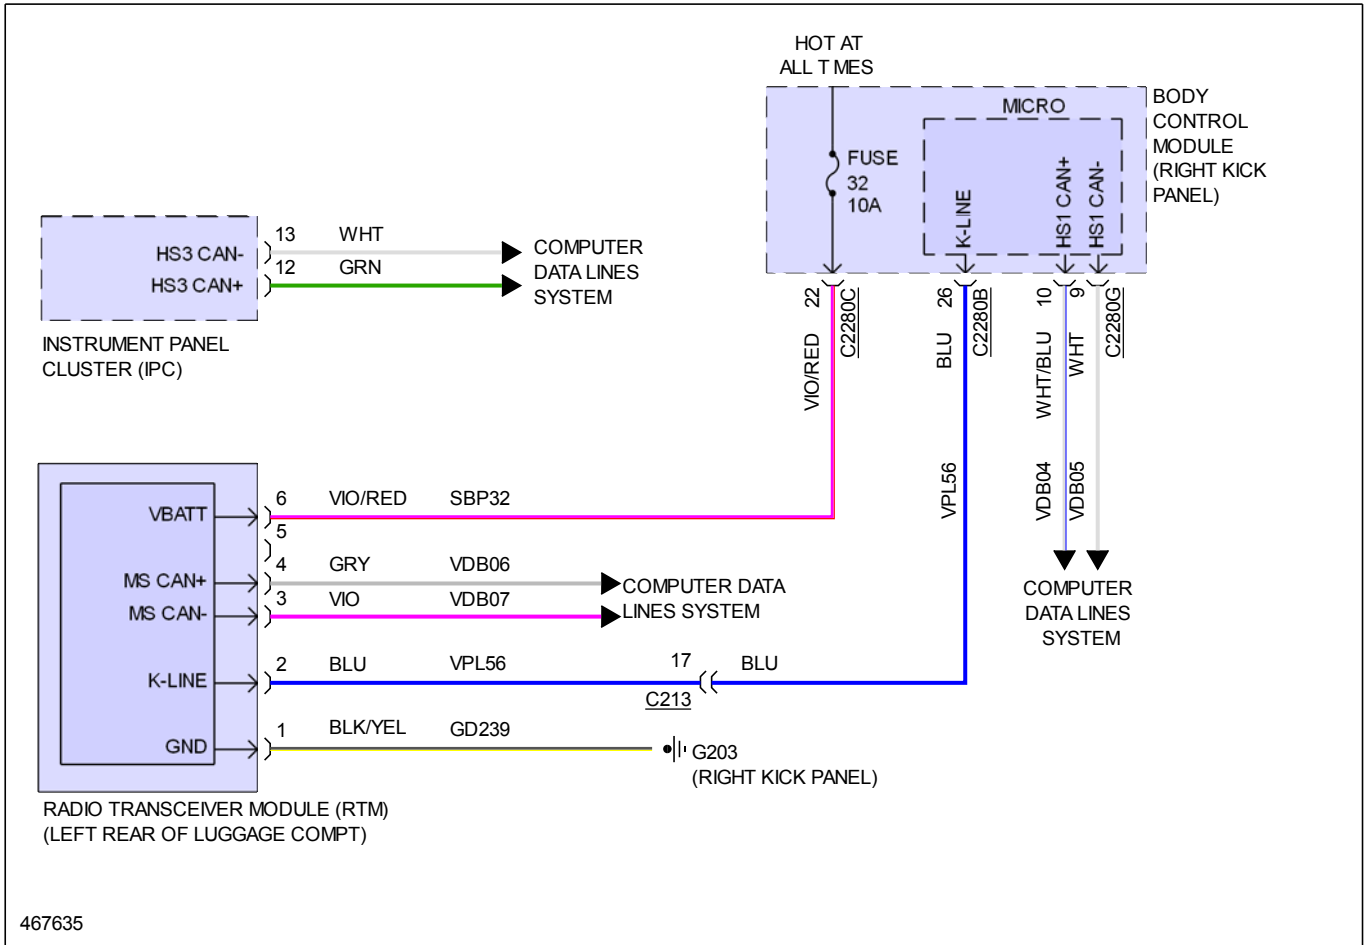 HOT AT
ALL T MES
BODY
CONTROL
MODULE
(RIGHT KICK
PANEL)
MICRO
FUSE
32
10A
K-LINE
HS1 CAN+
HS1 CAN-
22
C2280C
26
C2280B
10
9
C2280G
VIO/RED
BLU
WHT/BLU
WHT
VPL56
VDB04
VDB05
COMPUTER
DATA LINES
SYSTEM
HS3 CAN-
13
WHT
HS3 CAN+
12
GRN
COMPUTER
DATA LINES
SYSTEM
INSTRUMENT PANEL
CLUSTER (IPC)
VBATT
6
VIO/RED
SBP32
5
MS CAN+
4
GRY
VDB06
MS CAN-
3
VIO
VDB07
COMPUTER DATA
LINES SYSTEM
K-LINE
2
BLU
VPL56
17
C213
BLU
GND
1
BLK/YEL
GD239
G203
(RIGHT KICK PANEL)
RADIO TRANSCEIVER MODULE (RTM)
(LEFT REAR OF LUGGAGE COMPT)
467635